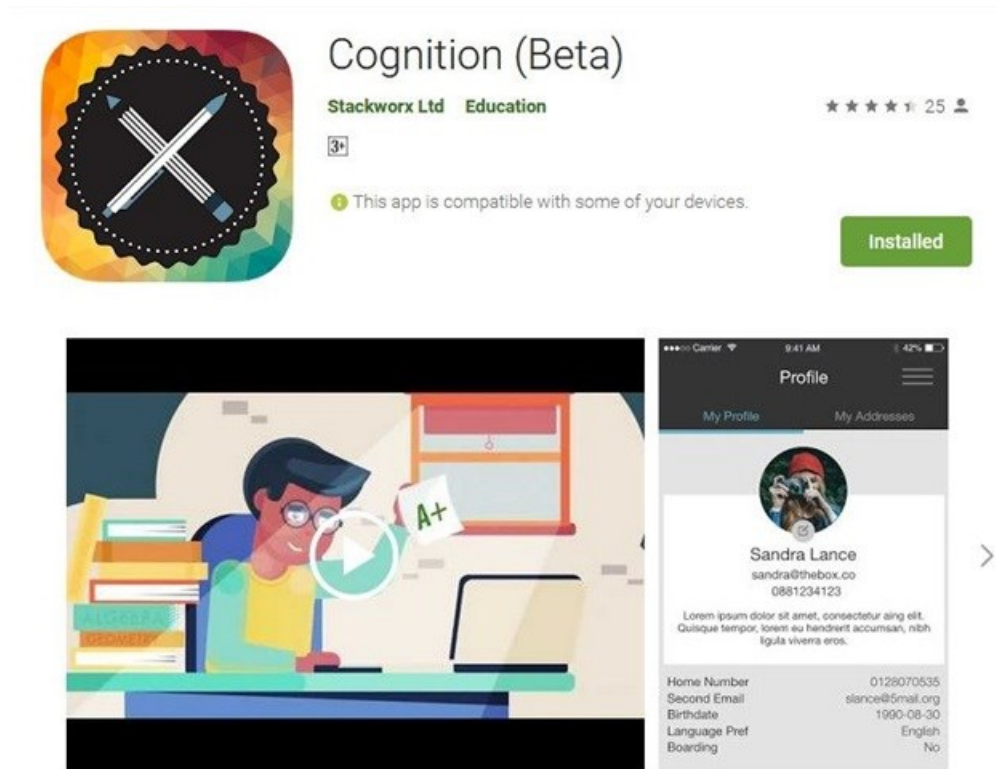 Cognition (Beta)
Stackworx Ltd Education
25
3+
This app is compatible with some of your devices.
Installed
A+
ALGEBRA
GEOMETRY
Carrier 9:41 AM 42%
Profile
My Profile My Addresses
Sandra Lance
sandra@thebox.co
0881234123
Lorem ipsum dolor sit amet, consectetur aing elit.
Quisque tempor, lorem eu hendrerit accumsan, nibh
ligula viverra eros.
Home Number 0128070535
Second Email slance@5mail.org
Birthdate 1990-08-30
Language Pref English
Boarding No